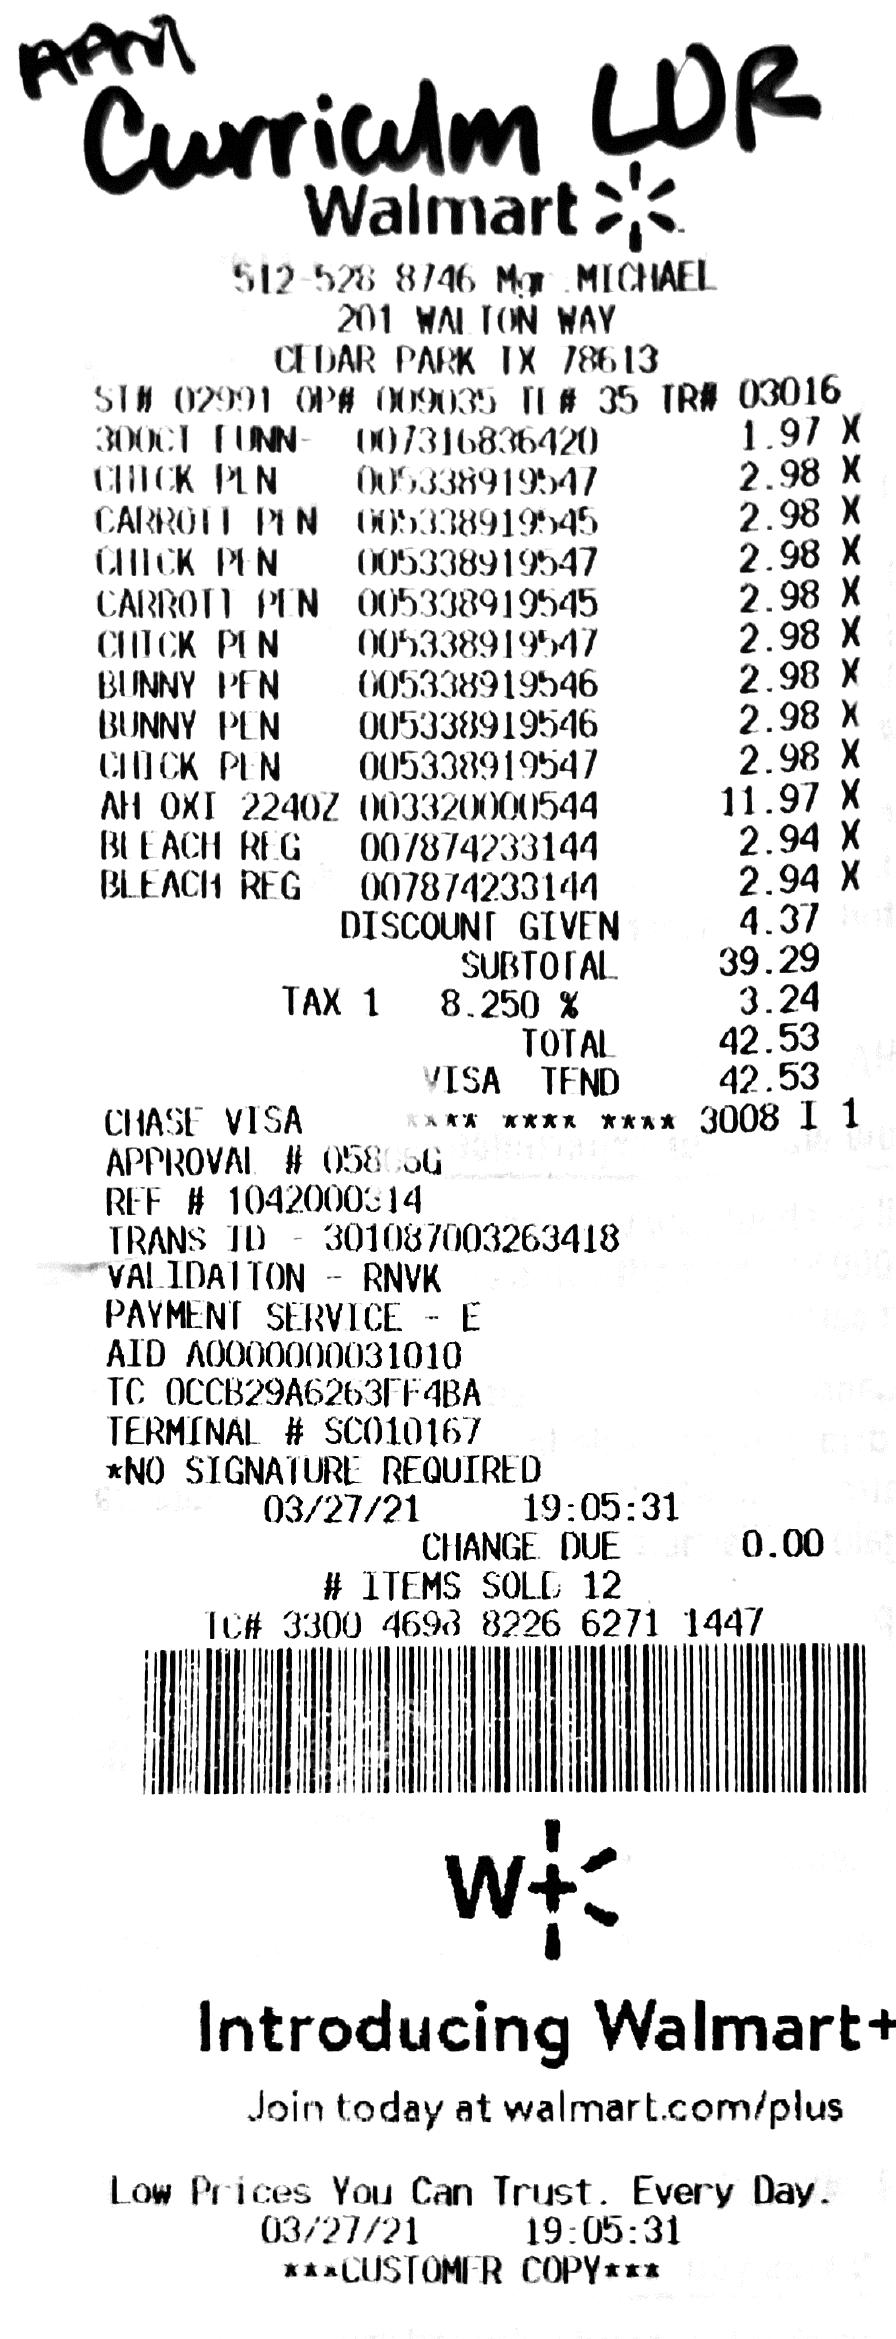 AAM
Curriculm LDR
Walmart
512-528 8746 Mgr MICHAEL
201 WALTON WAY
CEDAR PARK TX 78613
ST# 02991 OP# 009035 TE# 35 TR# 03016
300CT FUNN- 007316836420 1.97 X
CHICK PEN 005338919547 2.98 X
CARROTT PEN 005338919545 2.98 X
CHICK PEN 005338919547 2.98 X
CARROTT PEN 005338919545 2.98 X
CHICK PEN 005338919547 2.98 X
BUNNY PEN 005338919546 2.98 X
BUNNY PEN 005338919546 2.98 X
CHICK PEN 005338919547 2.98 X
AH OXI 224OZ 003320000544 11.97 X
BLEACH REG 007874233144 2.94 X
BLEACH REG 007874233144 2.94 X
DISCOUNT GIVEN 4.37
SUBTOTAL 39.29
TAX 1 8.250 % 3.24
TOTAL 42.53
VISA TEND 42.53
CHASE VISA **** **** **** 3008 I 1
APPROVAL #
REF # 1042000314
TRANS ID - 301087003263418
VALIDAITON - RNVK
PAYMENT SERVICE - E
AID A0000000031010
TC 0CCB29A6263FF4BA
TERMINAL # SC010167
*NO SIGNATURE REQUIRED
03/27/21 19:05:31
CHANGE DUE 0.00
# ITEMS SOLD 12
TC# 3300 4698 8226 6271 1447
W+
Introducing Walmart+
Join today at walmart.com/plus
Low Prices You Can Trust. Every Day.
03/27/21 19:05:31
***CUSTOMER COPY***